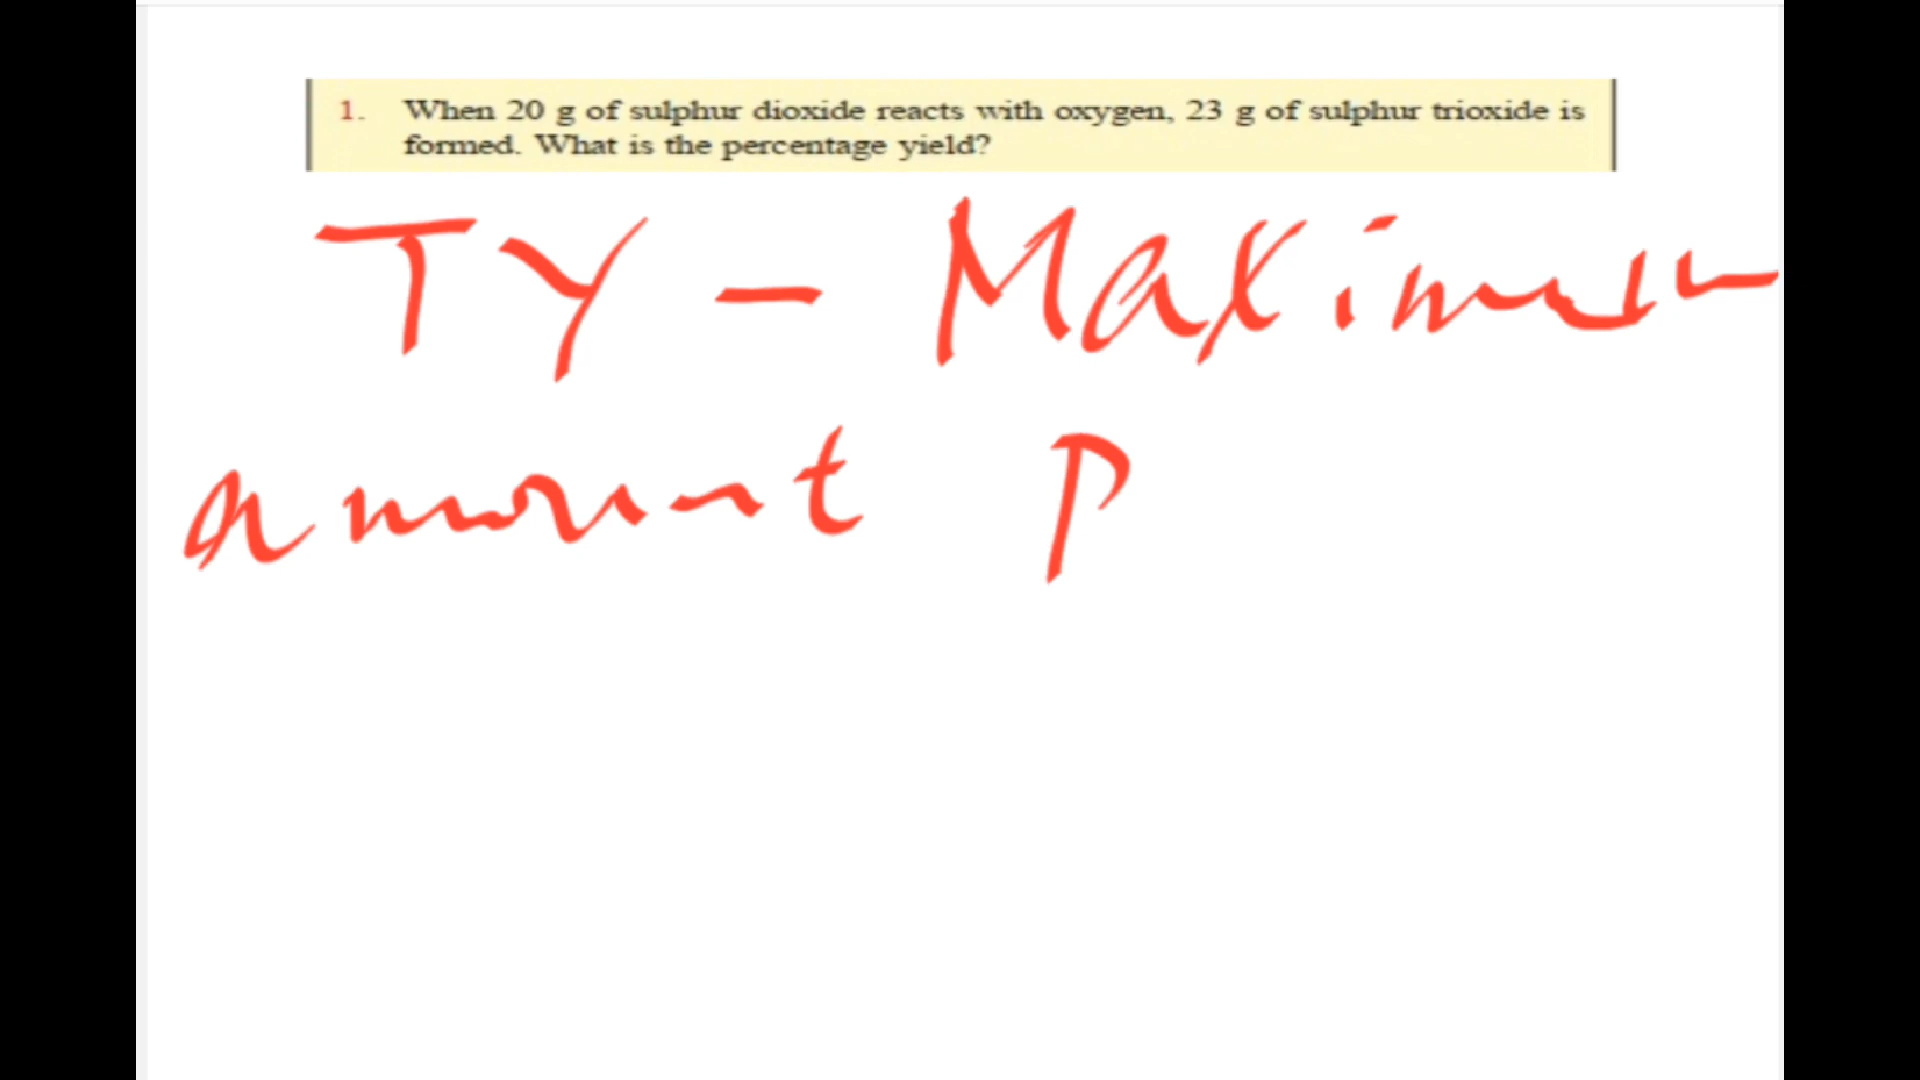 1. When 20 g of sulphur dioxide reacts with oxygen, 23 g of sulphur trioxide is
formed. What is the percentage yield?
TY - Maximum
amount P